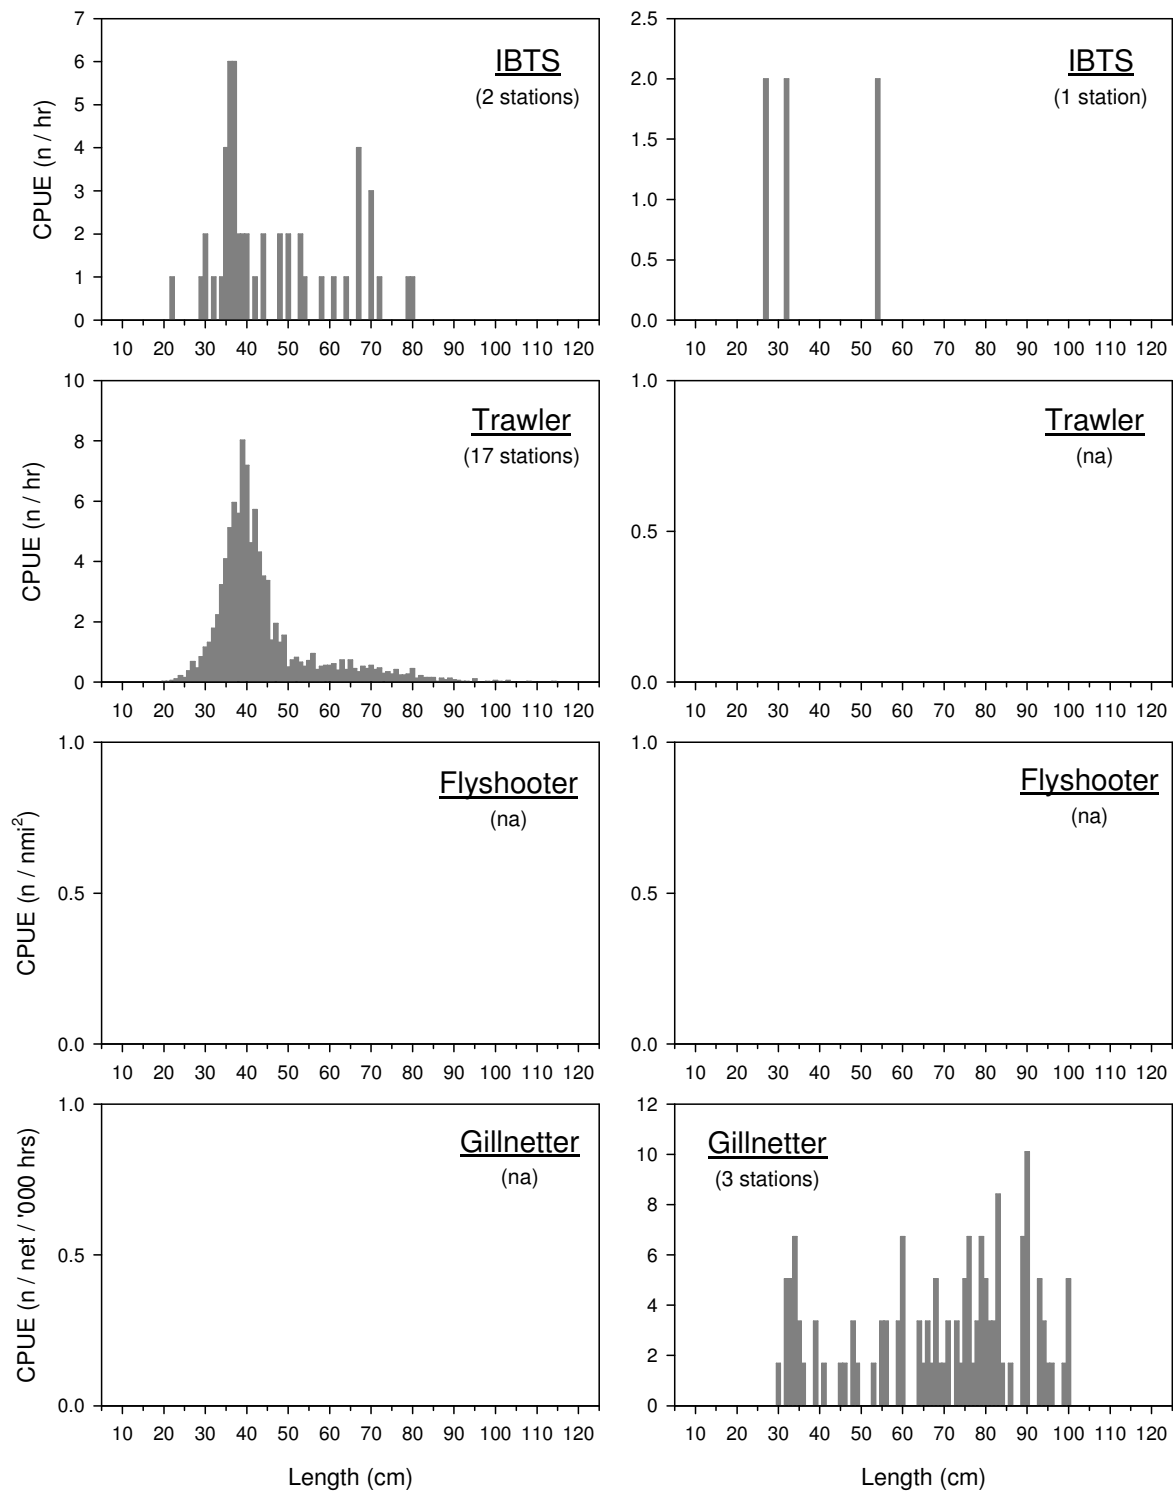 7
6
5
4
3
2
1
0
CPUE (n / hr)
IBTS
(2 stations)
10 20 30 40 50 60 70 80 90 100 110 120
2.5
2.0
1.5
1.0
0.5
0.0
IBTS
(1 station)
10 20 30 40 50 60 70 80 90 100 110 120
10
8
6
4
2
0
CPUE (n / hr)
Trawler
(17 stations)
10 20 30 40 50 60 70 80 90 100 110 120
1.0
0.5
0.0
Trawler
(na)
10 20 30 40 50 60 70 80 90 100 110 120
1.0
0.5
0.0
CPUE (n / nmi²)
Flyshooter
(na)
10 20 30 40 50 60 70 80 90 100 110 120
1.0
0.5
0.0
Flyshooter
(na)
10 20 30 40 50 60 70 80 90 100 110 120
1.0
0.5
0.0
CPUE (n / net / '000 hrs)
Gillnetter
(na)
10 20 30 40 50 60 70 80 90 100 110 120
Length (cm)
12
10
8
6
4
2
0
Gillnetter
(3 stations)
10 20 30 40 50 60 70 80 90 100 110 120
Length (cm)